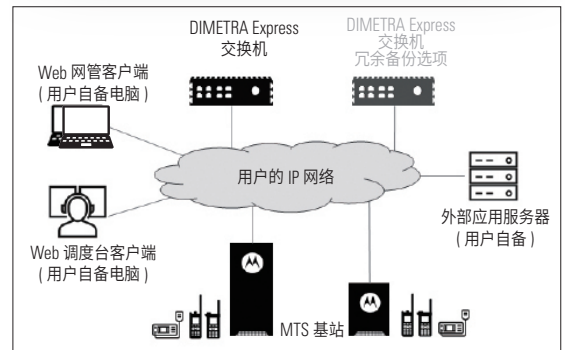 DIMETRA Express
交换机
DIMETRA Express
交换机
冗余备份选项
Web 网管客户端
( 用户自备电脑 )
用户的 IP 网络
外部应用服务器
( 用户自备 )
Web 调度台客户端
( 用户自备电脑 )
MTS 基站